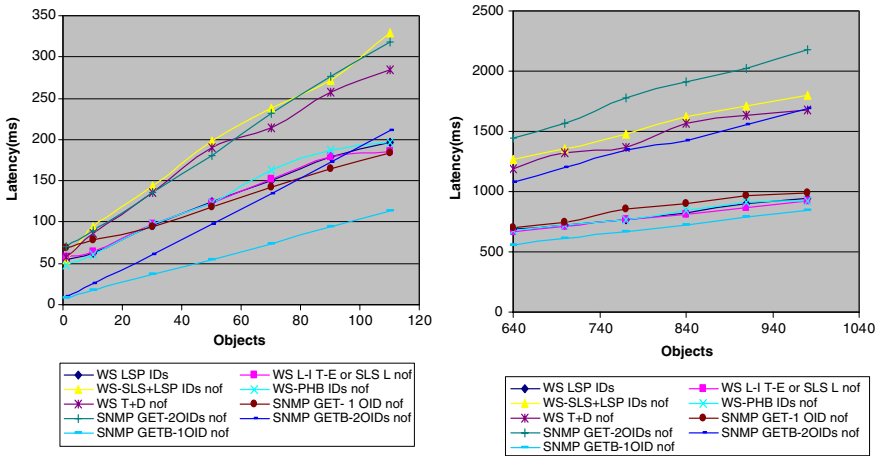 350
300
250
200
150
100
50
0
Latency(ms)
0 20 40 60 80 100 120
Objects
WS LSP IDs
WS L-I T-E or SLS L nof
WS-SLS+LSP IDs nof
WS-PHB IDs nof
WS T+D nof
SNMP GET- 1 OID nof
SNMP GET-2OIDs nof
SNMP GETB-2OIDs nof
SNMP GETB-1OID nof
2500
2000
1500
1000
500
0
Latency(ms)
640 740 840 940 1040
Objects
WS LSP IDs
WS L-I T-E or SLS L nof
WS-SLS+LSP IDs nof
WS-PHB IDs nof
WS T+D nof
SNMP GET-1 OID nof
SNMP GET-2OIDs nof
SNMP GETB-2OIDs nof
SNMP GETB-1OID nof